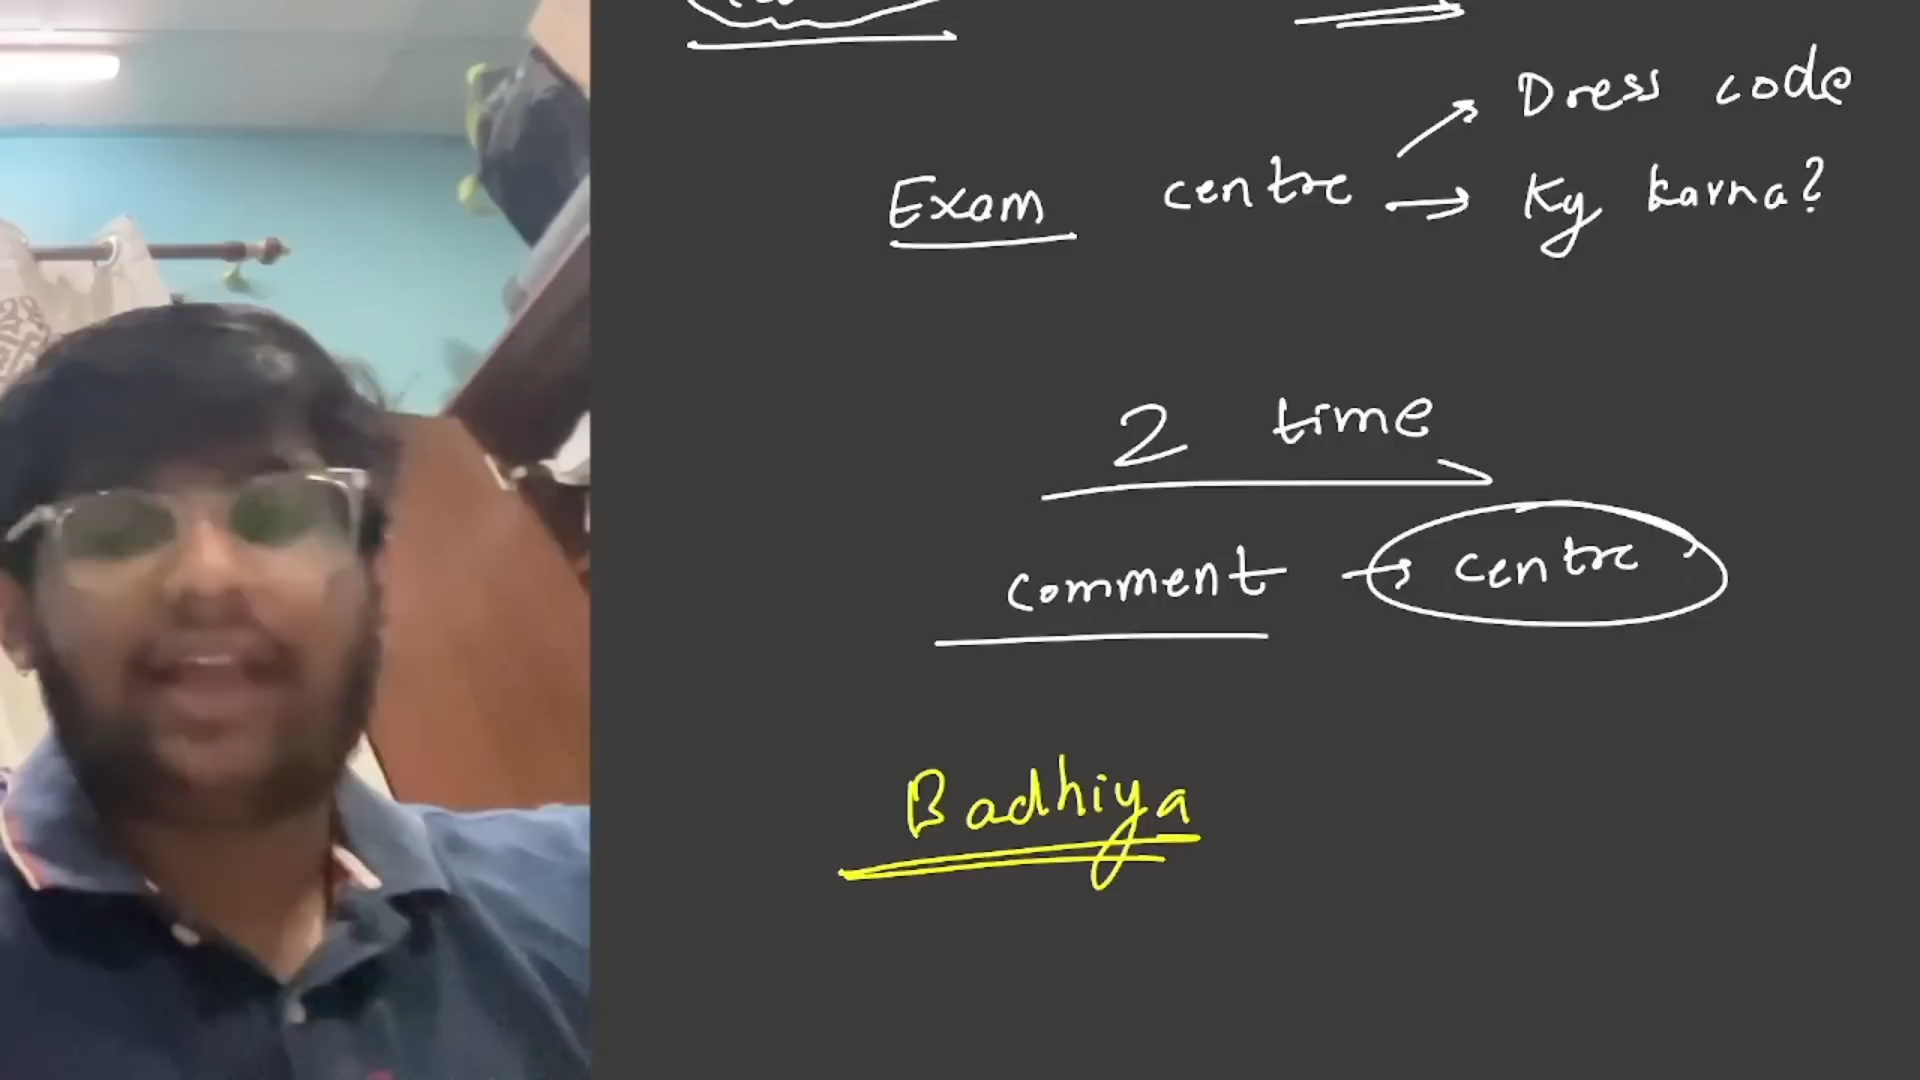 Dress code
Exam centre → Ky karna?
2 time
comment → centre
Badhiya